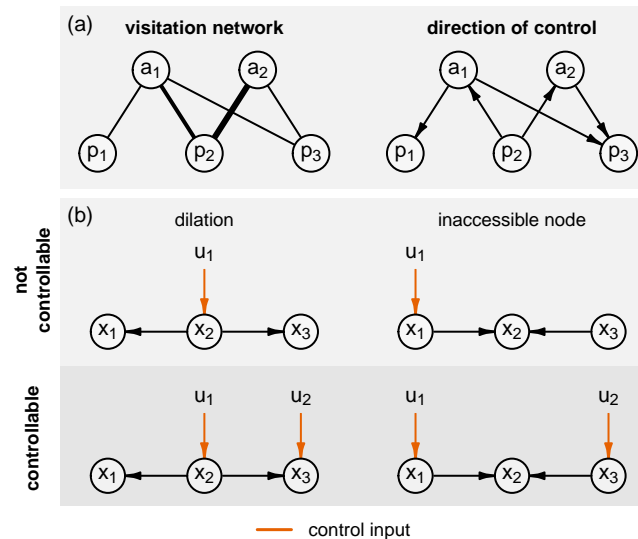 (a)
visitation network
direction of control
a1 a2 a1 a2
p1 p2 p3 p1 p2 p3
(b)
dilation
inaccessible node
not
controllable
u1 u1
x1 x2 x3 x1 x2 x3
controllable
u1 u2 u1 u2
x1 x2 x3 x1 x2 x3
control input